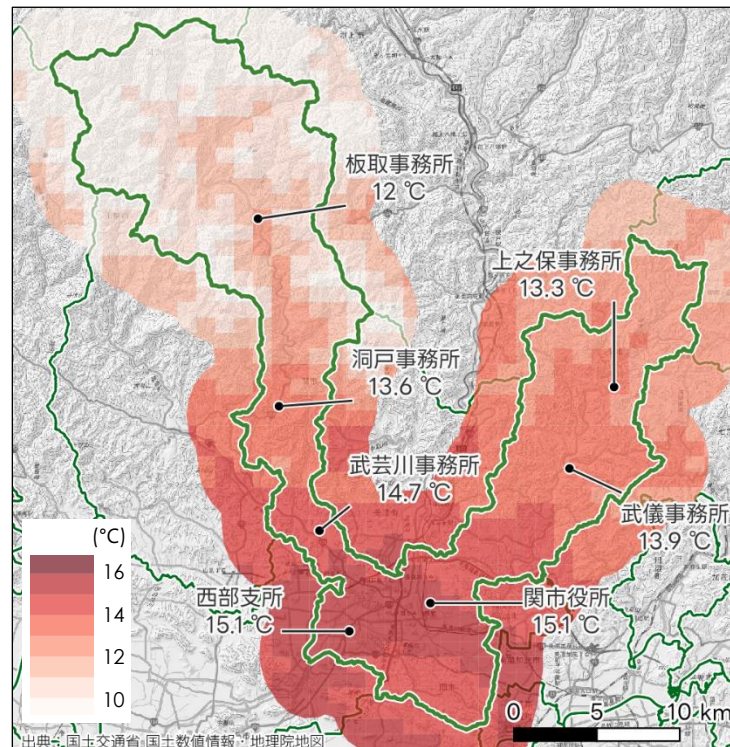 板取事務所
12 ℃
上之保事務所
13.3 ℃
洞戸事務所
13.6 ℃
武芸川事務所
14.7 ℃
武儀事務所
13.9 ℃
西部支所
15.1 ℃
関市役所
15.1 ℃
(°C)
16
14
12
10
0 5 10 km
出典：国土交通省 国土数値情報・地理院地図